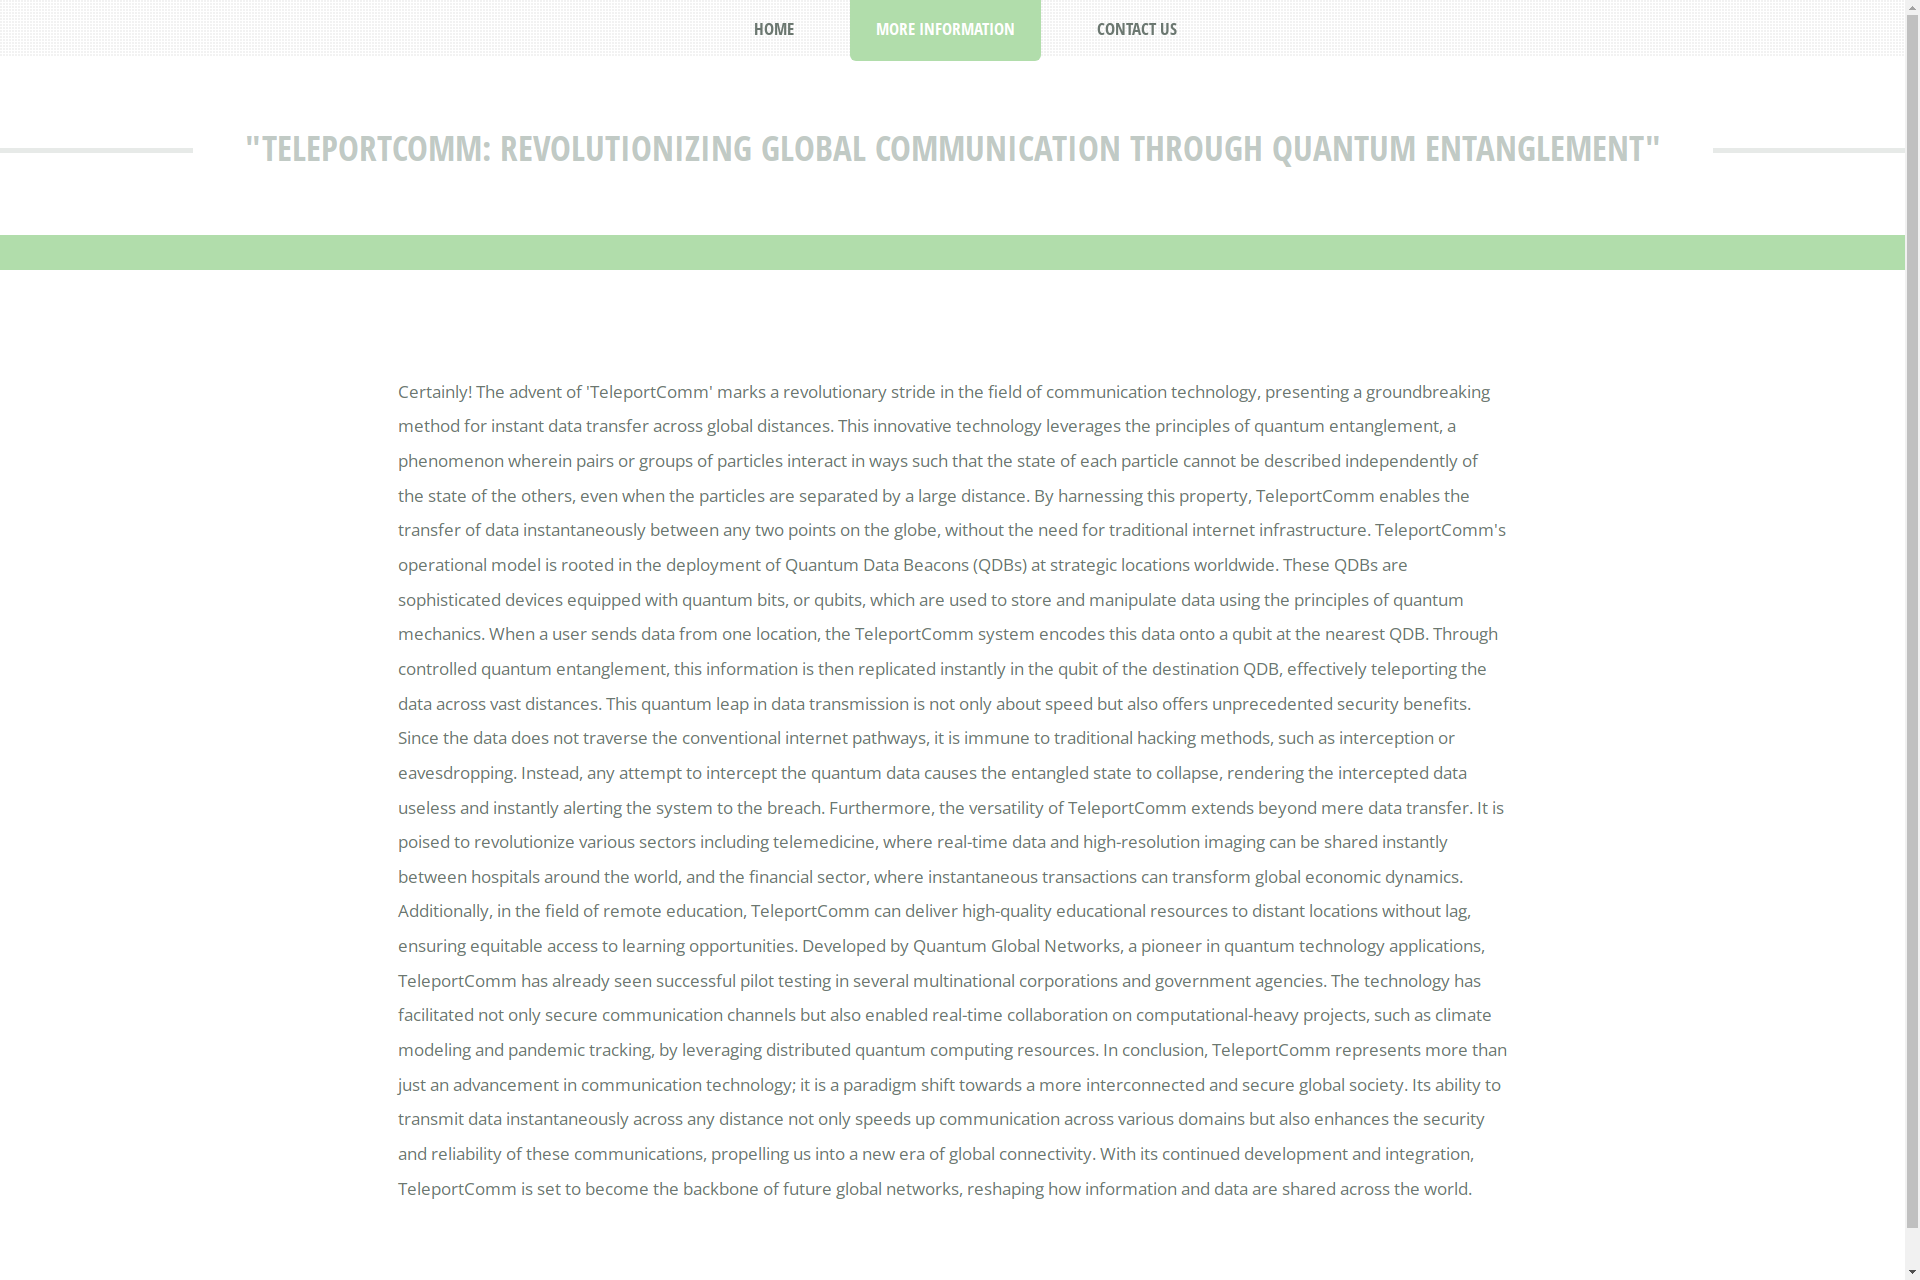 HOME
MORE INFORMATION
CONTACT US
"TELEPORTCOMM: REVOLUTIONIZING GLOBAL COMMUNICATION THROUGH QUANTUM ENTANGLEMENT"
Certainly! The advent of 'TeleportComm' marks a revolutionary stride in the field of communication technology, presenting a groundbreaking
method for instant data transfer across global distances. This innovative technology leverages the principles of quantum entanglement, a
phenomenon wherein pairs or groups of particles interact in ways such that the state of each particle cannot be described independently of
the state of the others, even when the particles are separated by a large distance. By harnessing this property, TeleportComm enables the
transfer of data instantaneously between any two points on the globe, without the need for traditional internet infrastructure. TeleportComm's
operational model is rooted in the deployment of Quantum Data Beacons (QDBs) at strategic locations worldwide. These QDBs are
sophisticated devices equipped with quantum bits, or qubits, which are used to store and manipulate data using the principles of quantum
mechanics. When a user sends data from one location, the TeleportComm system encodes this data onto a qubit at the nearest QDB. Through
controlled quantum entanglement, this information is then replicated instantly in the qubit of the destination QDB, effectively teleporting the
data across vast distances. This quantum leap in data transmission is not only about speed but also offers unprecedented security benefits.
Since the data does not traverse the conventional internet pathways, it is immune to traditional hacking methods, such as interception or
eavesdropping. Instead, any attempt to intercept the quantum data causes the entangled state to collapse, rendering the intercepted data
useless and instantly alerting the system to the breach. Furthermore, the versatility of TeleportComm extends beyond mere data transfer. It is
poised to revolutionize various sectors including telemedicine, where real-time data and high-resolution imaging can be shared instantly
between hospitals around the world, and the financial sector, where instantaneous transactions can transform global economic dynamics.
Additionally, in the field of remote education, TeleportComm can deliver high-quality educational resources to distant locations without lag,
ensuring equitable access to learning opportunities. Developed by Quantum Global Networks, a pioneer in quantum technology applications,
TeleportComm has already seen successful pilot testing in several multinational corporations and government agencies. The technology has
facilitated not only secure communication channels but also enabled real-time collaboration on computational-heavy projects, such as climate
modeling and pandemic tracking, by leveraging distributed quantum computing resources. In conclusion, TeleportComm represents more than
just an advancement in communication technology; it is a paradigm shift towards a more interconnected and secure global society. Its ability to
transmit data instantaneously across any distance not only speeds up communication across various domains but also enhances the security
and reliability of these communications, propelling us into a new era of global connectivity. With its continued development and integration,
TeleportComm is set to become the backbone of future global networks, reshaping how information and data are shared across the world.